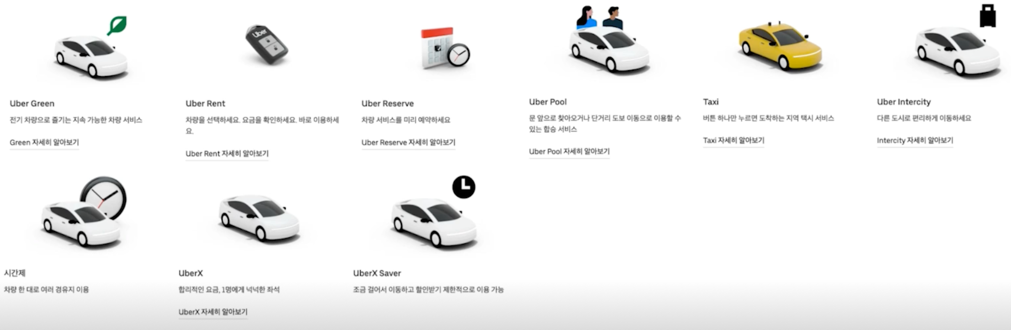 Uber
Uber Green
전기 차량으로 즐기는 지속 가능한 차량 서비스
Green 자세히 알아보기
Uber Rent
차량을 선택하세요. 요금을 확인하세요. 바로 이용하세
요.
Uber Rent 자세히 알아보기
Uber Reserve
차량 서비스를 미리 예약하세요
Uber Reserve 자세히 알아보기
Uber Pool
문 앞으로 찾아오거나 단거리 도보 이동으로 이용할 수
있는 합승 서비스
Uber Pool 자세히 알아보기
Taxi
버튼 하나만 누르면 도착하는 지역 택시 서비스
Taxi 자세히 알아보기
Uber Intercity
다른 도시로 편리하게 이동하세요
Intercity 자세히 알아보기
시간제
차량 한 대로 여러 경유지 이용
UberX
합리적인 요금, 1명에게 넉넉한 좌석
UberX 자세히 알아보기
UberX Saver
조금 걸어서 이동하고 할인받기 제한적으로 이용 가능